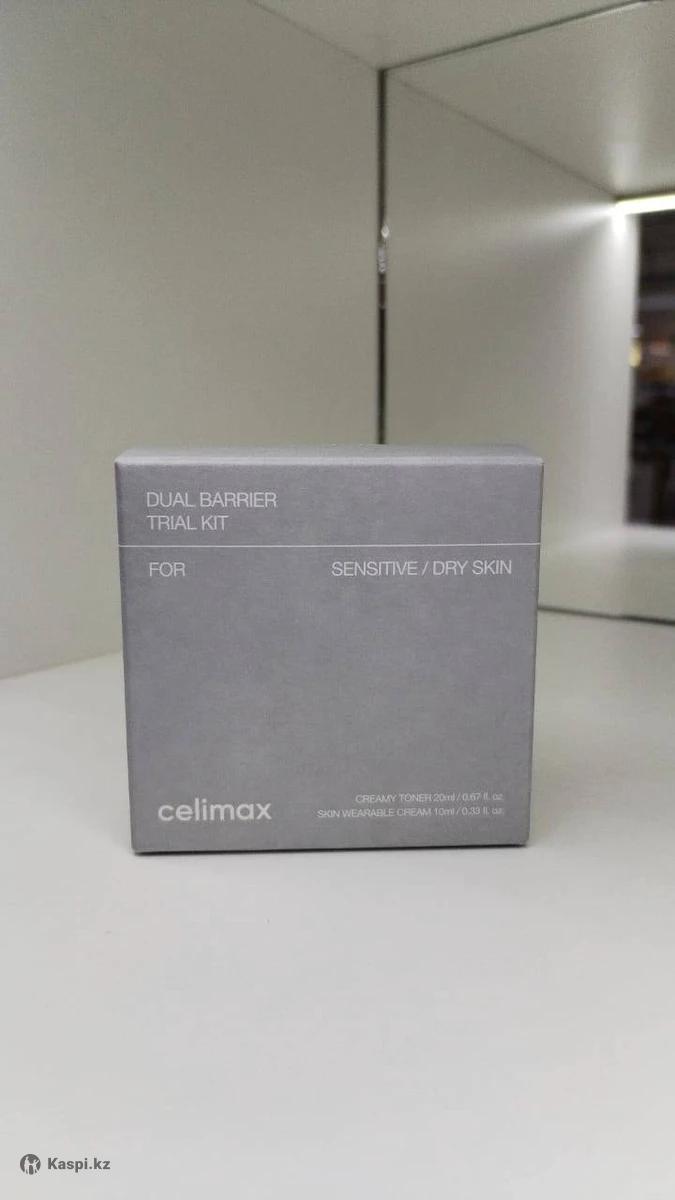 DUAL BARRIER
TRIAL KIT
FOR SENSITIVE / DRY SKIN
celimax
CREAMY TONER 20ml / 0.67 fl. oz.
SKIN WEARABLE CREAM 10ml / 0.33 fl. oz.
Kaspi.kz